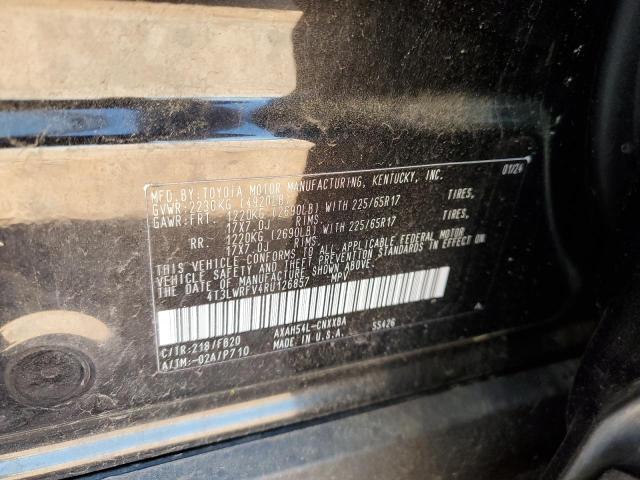 MFD.BY:TOYOTA MOTOR MANUFACTURING, KENTUCKY, INC. 01/24
GVWR:2230KG (4920LB)
GAWR:FRT. 1220KG (2690LB) WITH 225/65R17 TIRES,
17X7.0J RIMS,
RR: 1220KG (2690LB) WITH 225/65R17 TIRES,
17X7.0J RIMS,
THIS VEHICLE CONFORMS TO ALL APPLICABLE FEDERAL MOTOR
VEHICLE SAFETY AND THEFT PREVENTION STANDARDS IN EFFECT ON
THE DATE OF MANUFACTURE SHOWN ABOVE.
4T3LWRFV4RU126857 MPV
C/TR:218/FB20 AXAH54L-CNXXBA 55426
A/TM:-02A/P710 MADE IN U.S.A. A